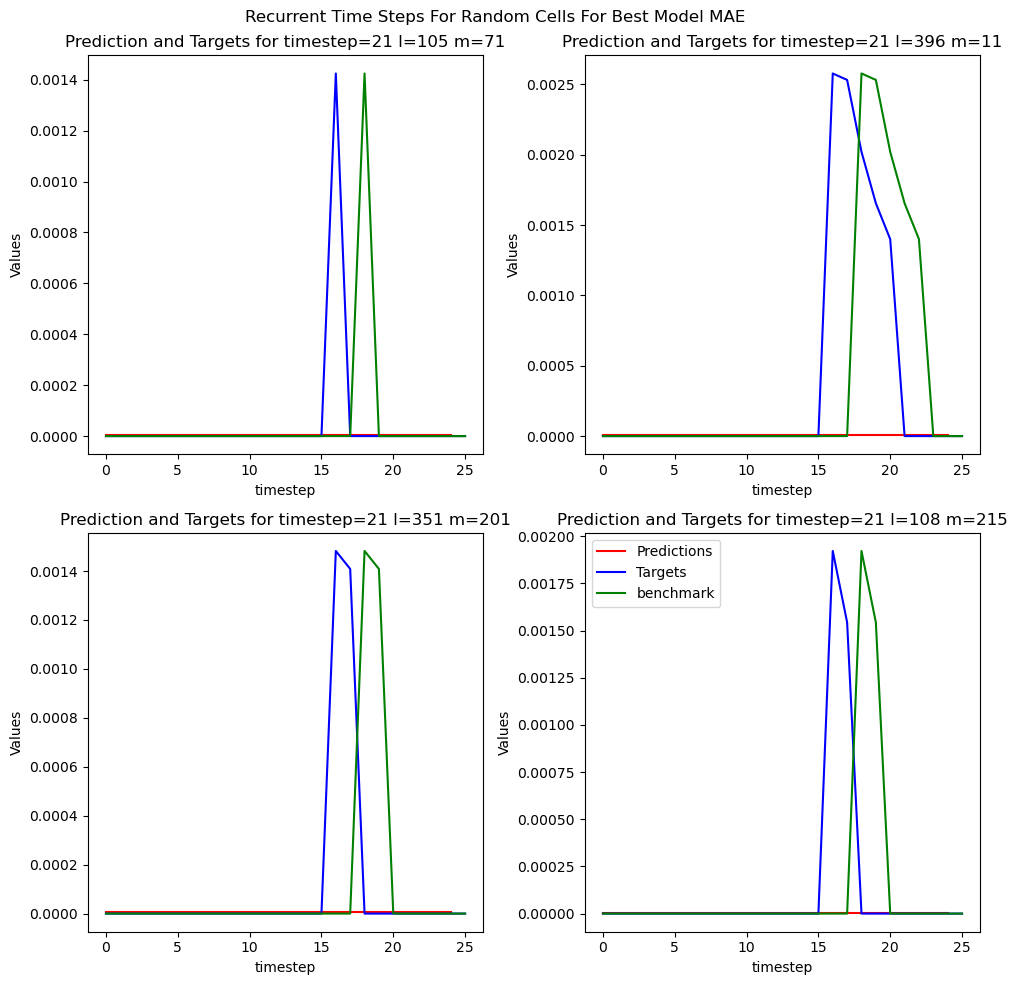 Recurrent Time Steps For Random Cells For Best Model MAE
Prediction and Targets for timestep=21 l=105 m=71
0.0014
0.0012
0.0010
0.0008
0.0006
0.0004
0.0002
0.0000
Values
0 5 10 15 20 25
timestep
Prediction and Targets for timestep=21 l=396 m=11
0.0025
0.0020
0.0015
0.0010
0.0005
0.0000
Values
0 5 10 15 20 25
timestep
Prediction and Targets for timestep=21 l=351 m=201
0.0014
0.0012
0.0010
0.0008
0.0006
0.0004
0.0002
0.0000
Values
0 5 10 15 20 25
timestep
Prediction and Targets for timestep=21 l=108 m=215
0.00200
0.00175
0.00150
0.00125
0.00100
0.00075
0.00050
0.00025
0.00000
Values
Predictions
Targets
benchmark
0 5 10 15 20 25
timestep